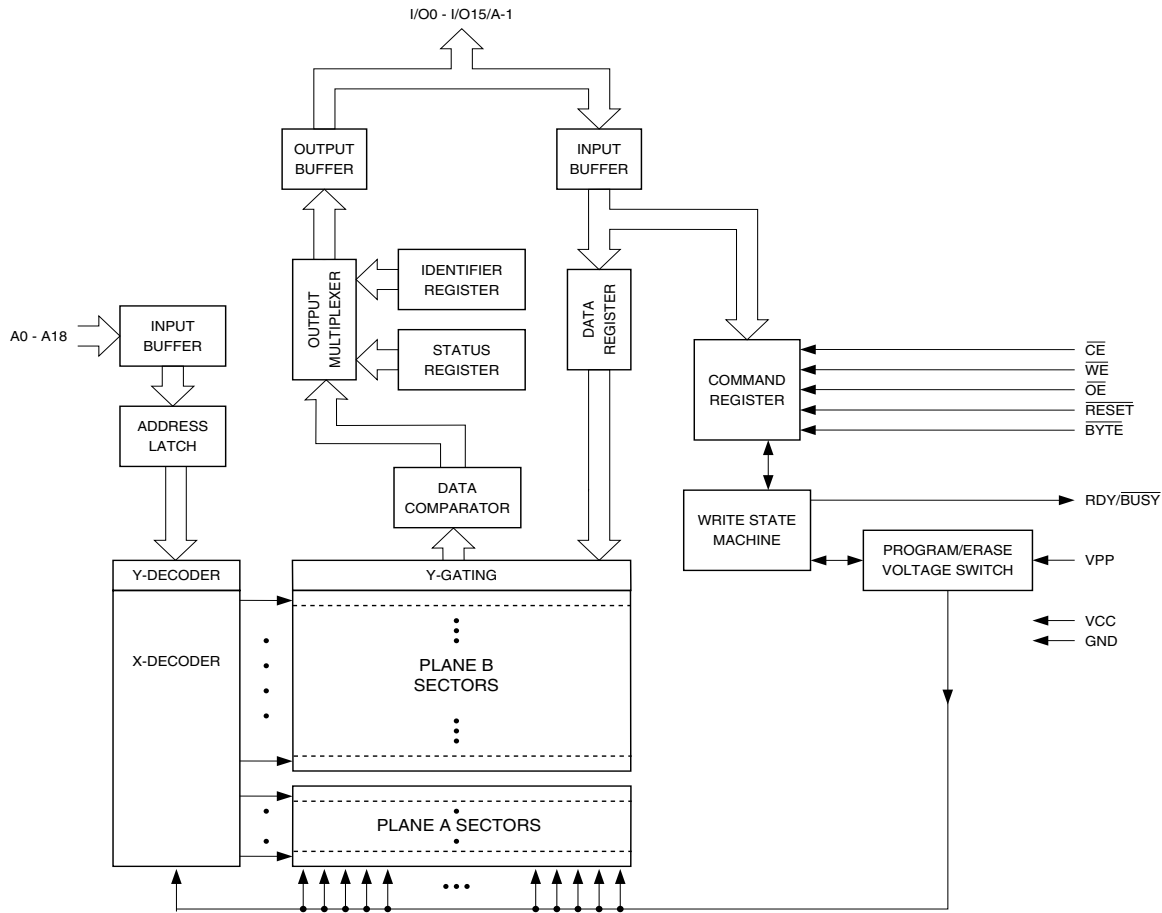 I/O0 - I/O15/A-1
OUTPUT
BUFFER
INPUT
BUFFER
OUTPUT
MULTIPLEXER
IDENTIFIER
REGISTER
STATUS
REGISTER
DATA
REGISTER
A0 - A18
INPUT
BUFFER
ADDRESS
LATCH
COMMAND
REGISTER
CE
WE
OE
RESET
BYTE
DATA
COMPARATOR
WRITE STATE
MACHINE
RDY/BUSY
PROGRAM/ERASE
VOLTAGE SWITCH
VPP
VCC
GND
Y-DECODER
Y-GATING
X-DECODER
PLANE B
SECTORS
PLANE A SECTORS